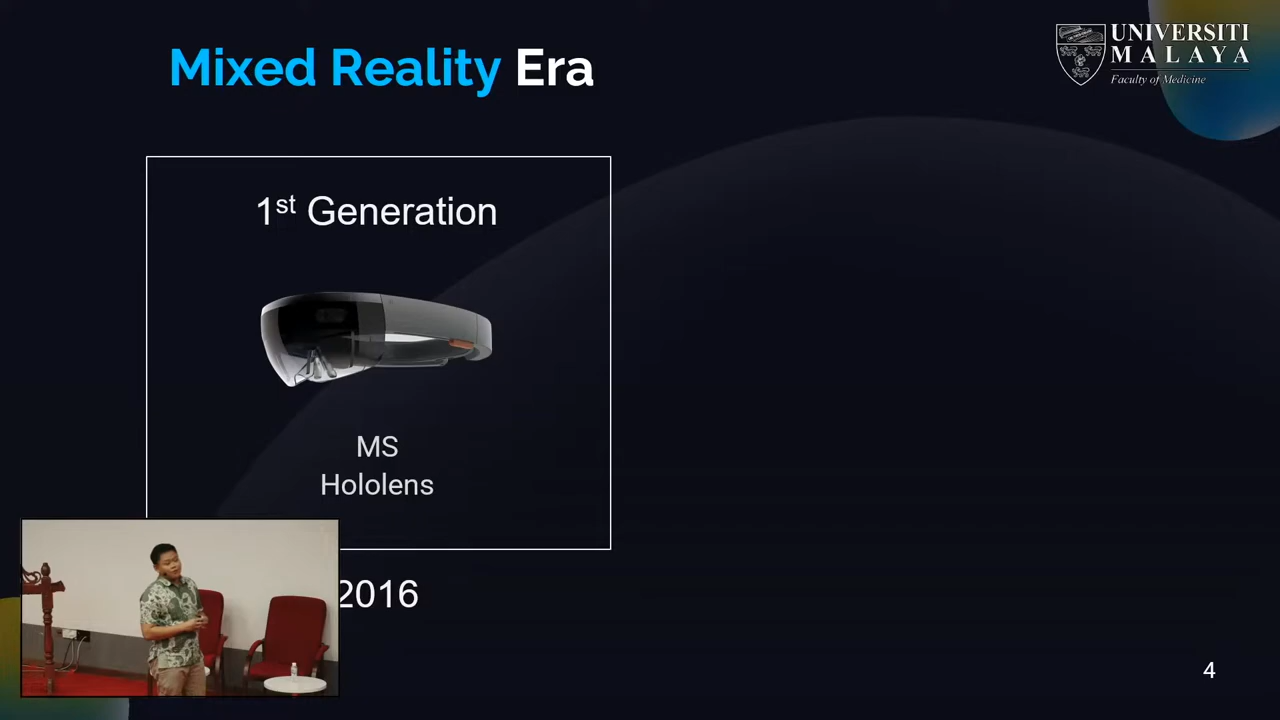 Mixed Reality Era
UNIVERSITI
MALAYA
Faculty of Medicine
1st Generation
MS
Hololens
2016
4